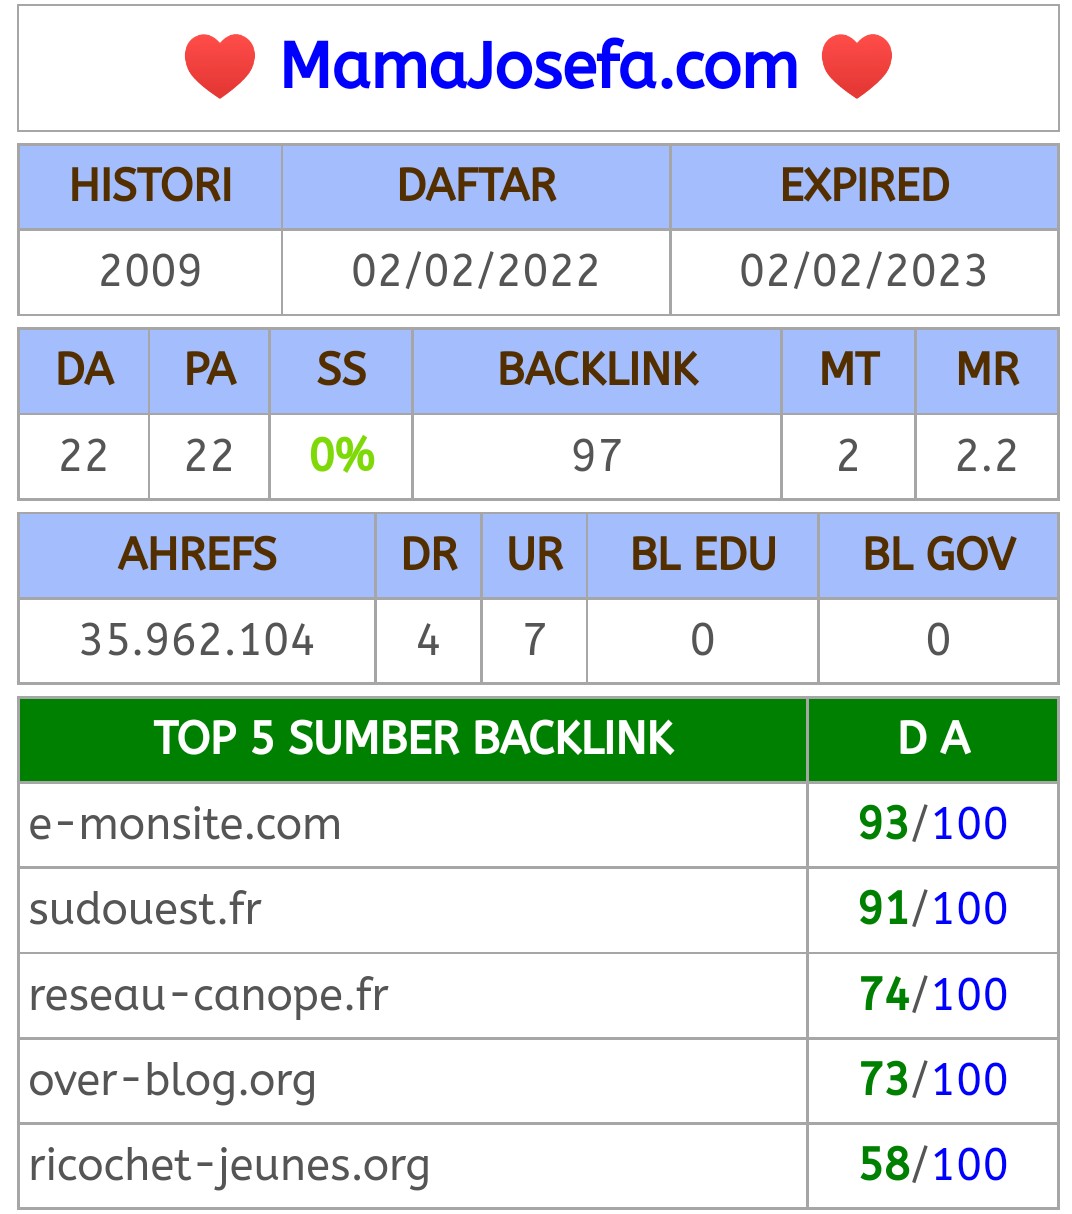 ❤️ MamaJosefa.com ❤️
HISTORI DAFTAR EXPIRED
2009 02/02/2022 02/02/2023
DA PA SS BACKLINK MT MR
22 22 0% 97 2 2.2
AHREFS DR UR BL EDU BL GOV
35.962.104 4 7 0 0
TOP 5 SUMBER BACKLINK D A
e-monsite.com 93/100
sudouest.fr 91/100
reseau-canope.fr 74/100
over-blog.org 73/100
ricochet-jeunes.org 58/100